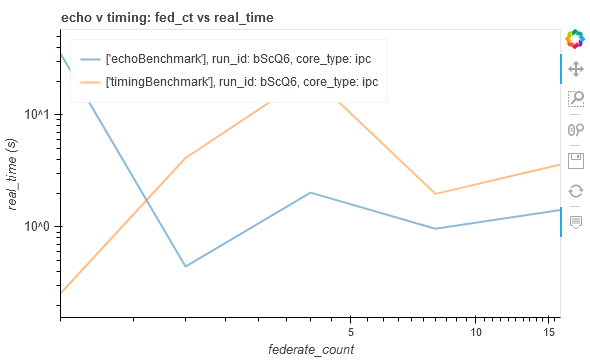 echo v timing: fed_ct vs real_time
['echoBenchmark'], run_id: bScQ6, core_type: ipc
['timingBenchmark'], run_id: bScQ6, core_type: ipc
10^1
10^0
real_time (s)
5
10
15
federate_count